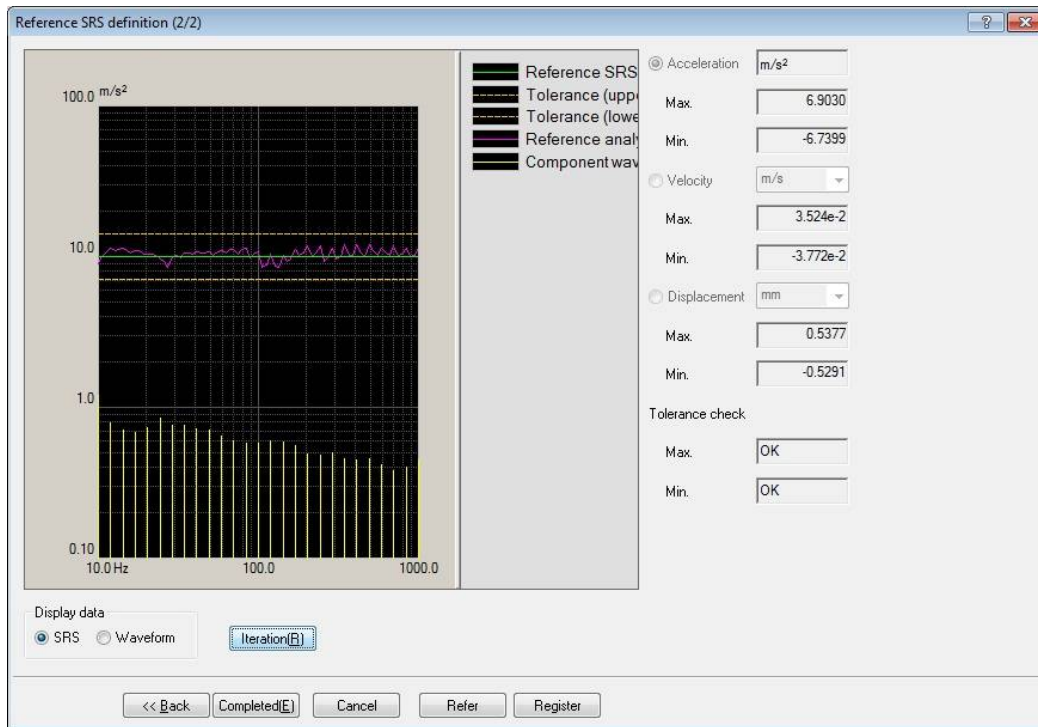 Reference SRS definition (2/2)
100.0 m/s²
10.0
1.0
0.10
10.0 Hz 100.0 1000.0
Reference SRS
Tolerance (uppe
Tolerance (lowe
Reference analy
Component wav
Acceleration m/s²
Max. 6.9030
Min. -6.7399
Velocity m/s
Max. 3.524e-2
Min. -3.772e-2
Displacement mm
Max. 0.5377
Min. -0.5291
Tolerance check
Max. OK
Min. OK
Display data
SRS Waveform
Iteration(R)
<< Back Completed(E) Cancel Refer Register